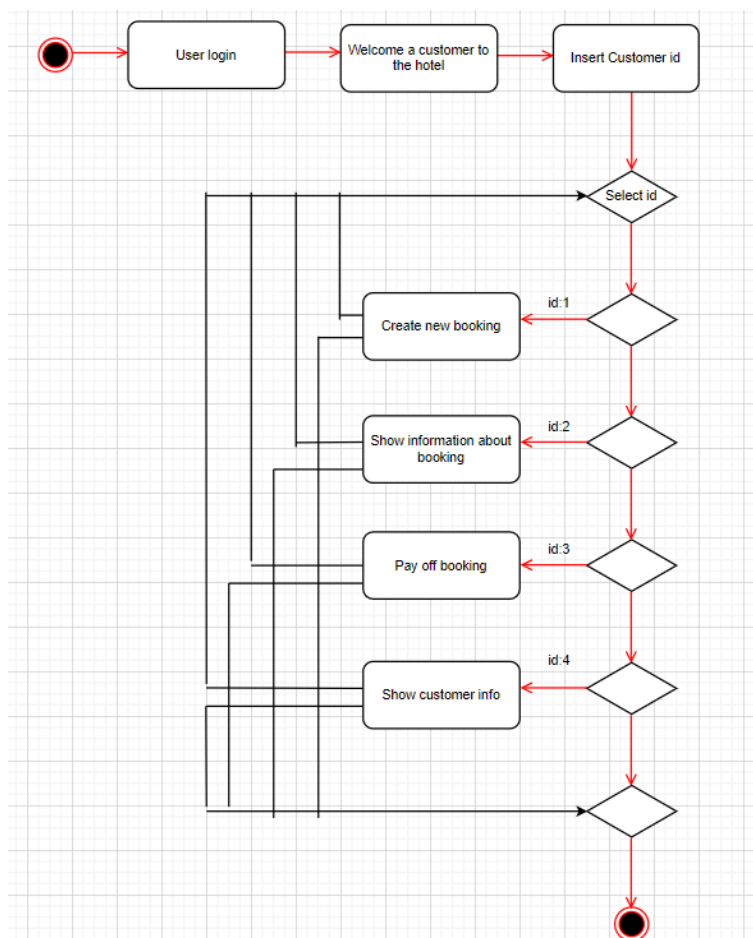 User login
Welcome a customer to
the hotel
Insert Customer id
Select id
id:1
Create new booking
id:2
Show information about
booking
id:3
Pay off booking
id:4
Show customer info